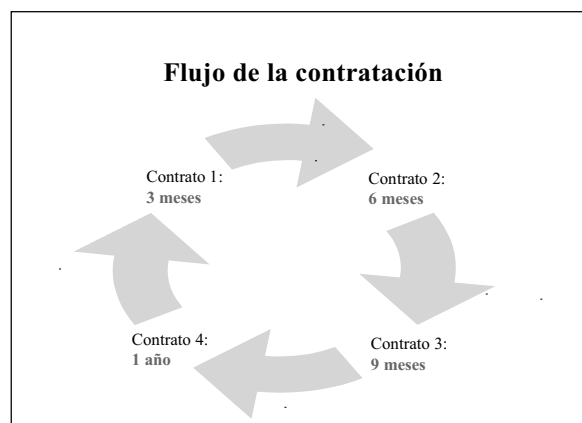 Flujo de la contratación
Contrato 1:
3 meses
Contrato 2:
6 meses
Contrato 3:
9 meses
Contrato 4:
1 año